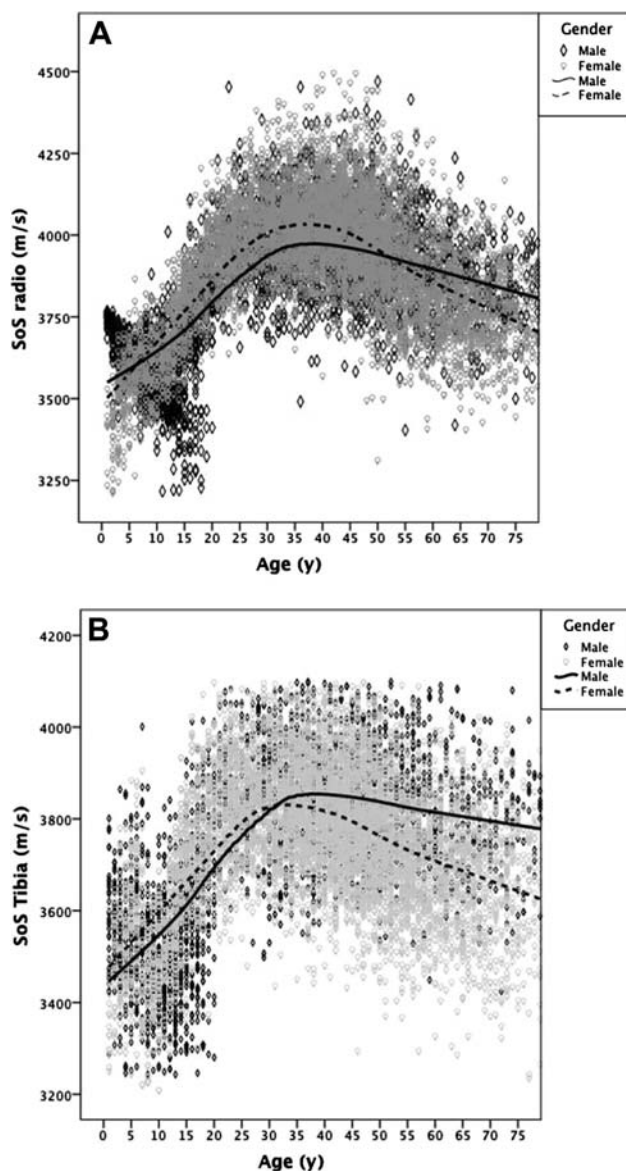 A
Gender
Male
Female
Male
Female
4500
4250
4000
3750
3500
3250
SoS radio (m/s)
0 5 10 15 20 25 30 35 40 45 50 55 60 65 70 75
Age (y)
B
Gender
Male
Female
Male
Female
4200
4000
3800
3600
3400
3200
SoS Tibia (m/s)
0 5 10 15 20 25 30 35 40 45 50 55 60 65 70 75
Age (y)